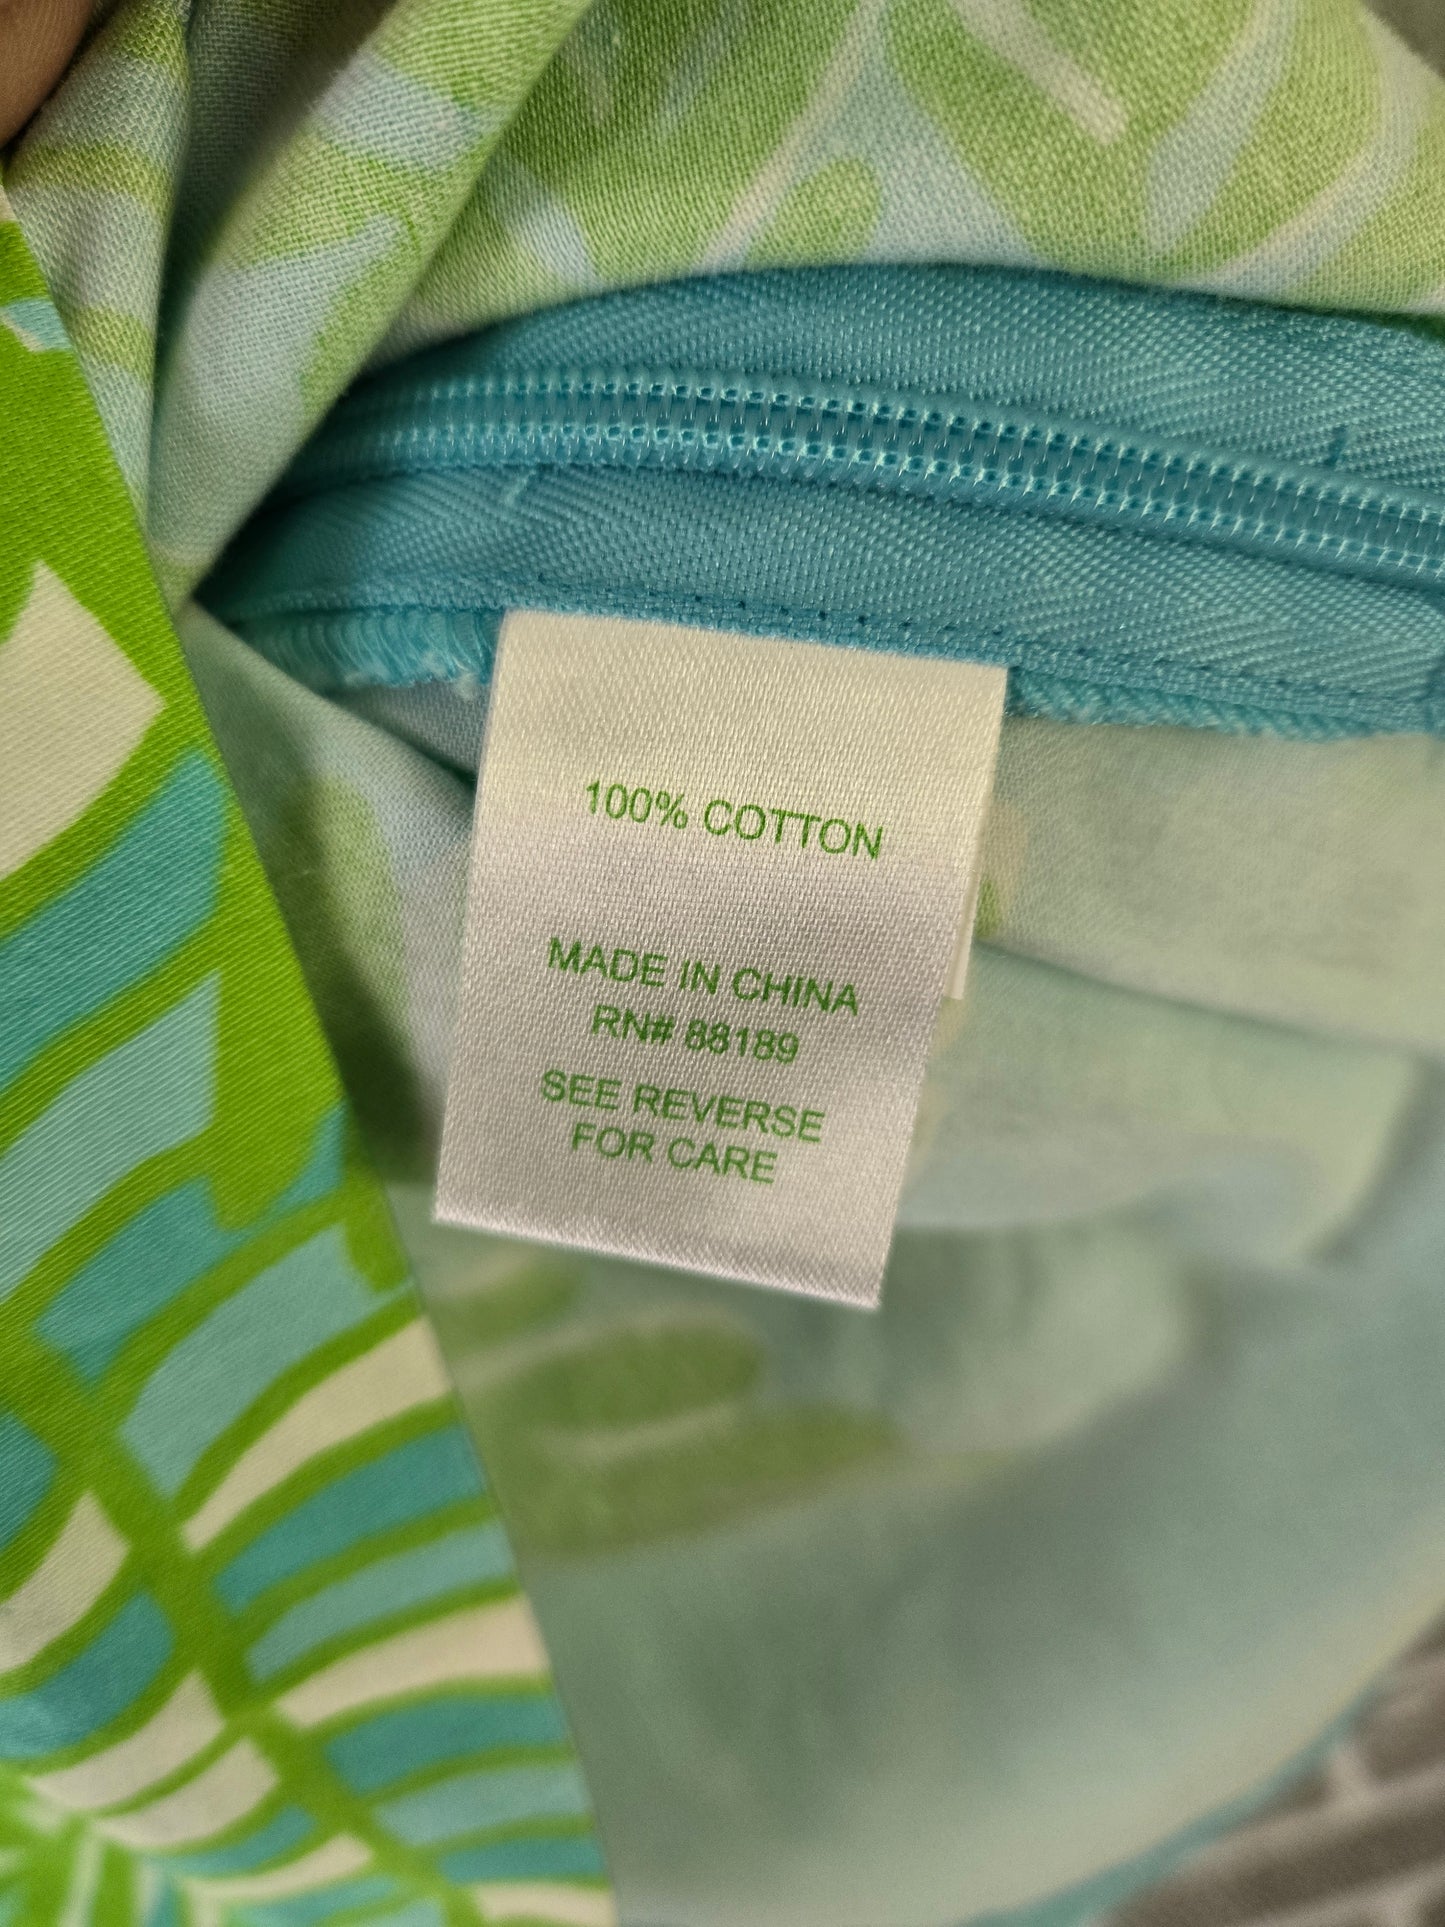 100% COTTON
MADE IN CHINA
RN# 88189
SEE REVERSE
FOR CARE